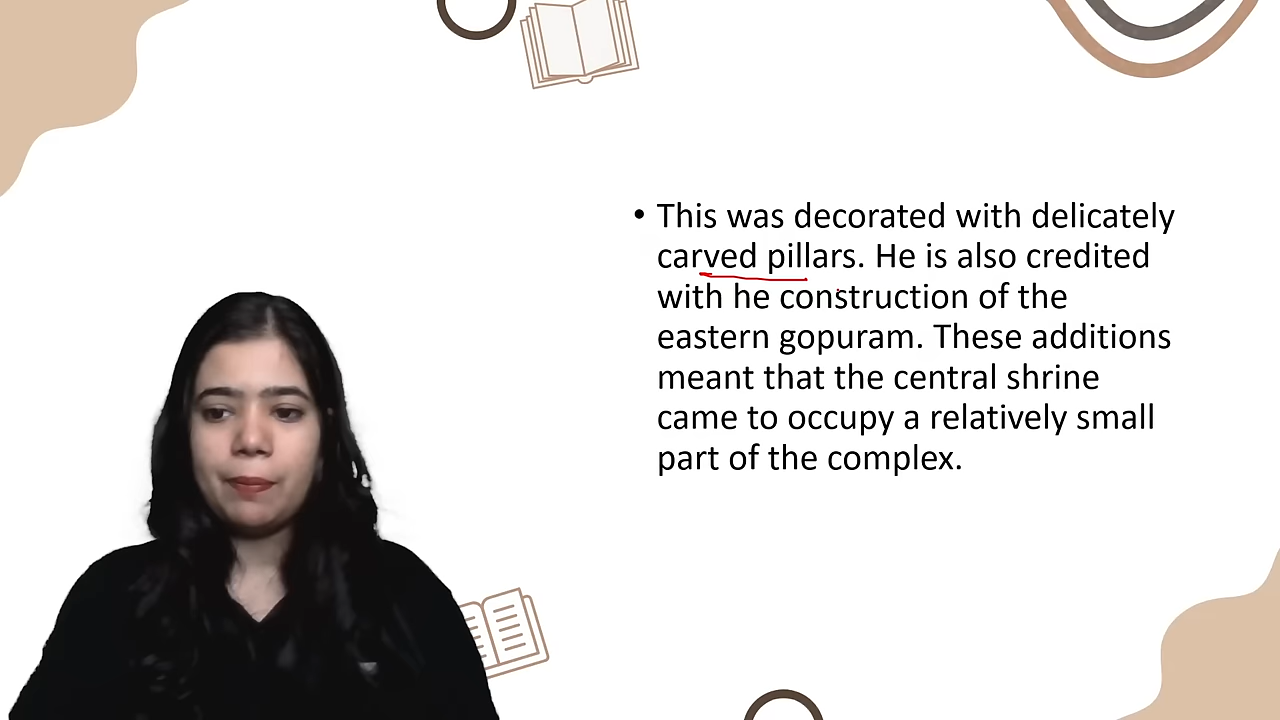 • This was decorated with delicately
carved pillars. He is also credited
with he construction of the
eastern gopuram. These additions
meant that the central shrine
came to occupy a relatively small
part of the complex.